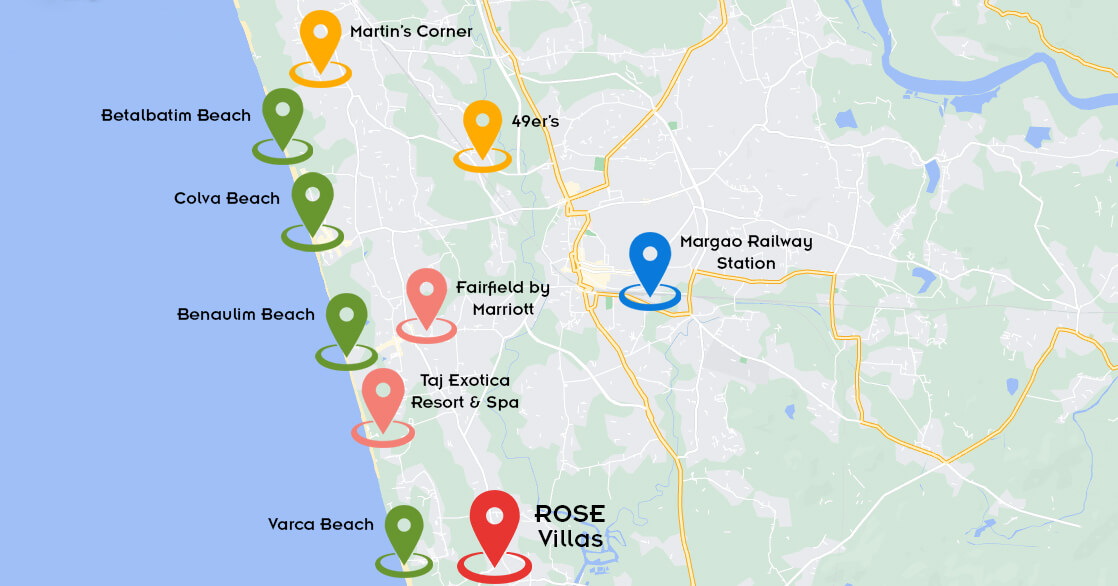 Martin's Corner
Betalbatim Beach
49er's
Colva Beach
Margao Railway
Station
Fairfield by
Marriott
Benaulim Beach
Taj Exotica
Resort & Spa
Varca Beach
ROSE
Villas